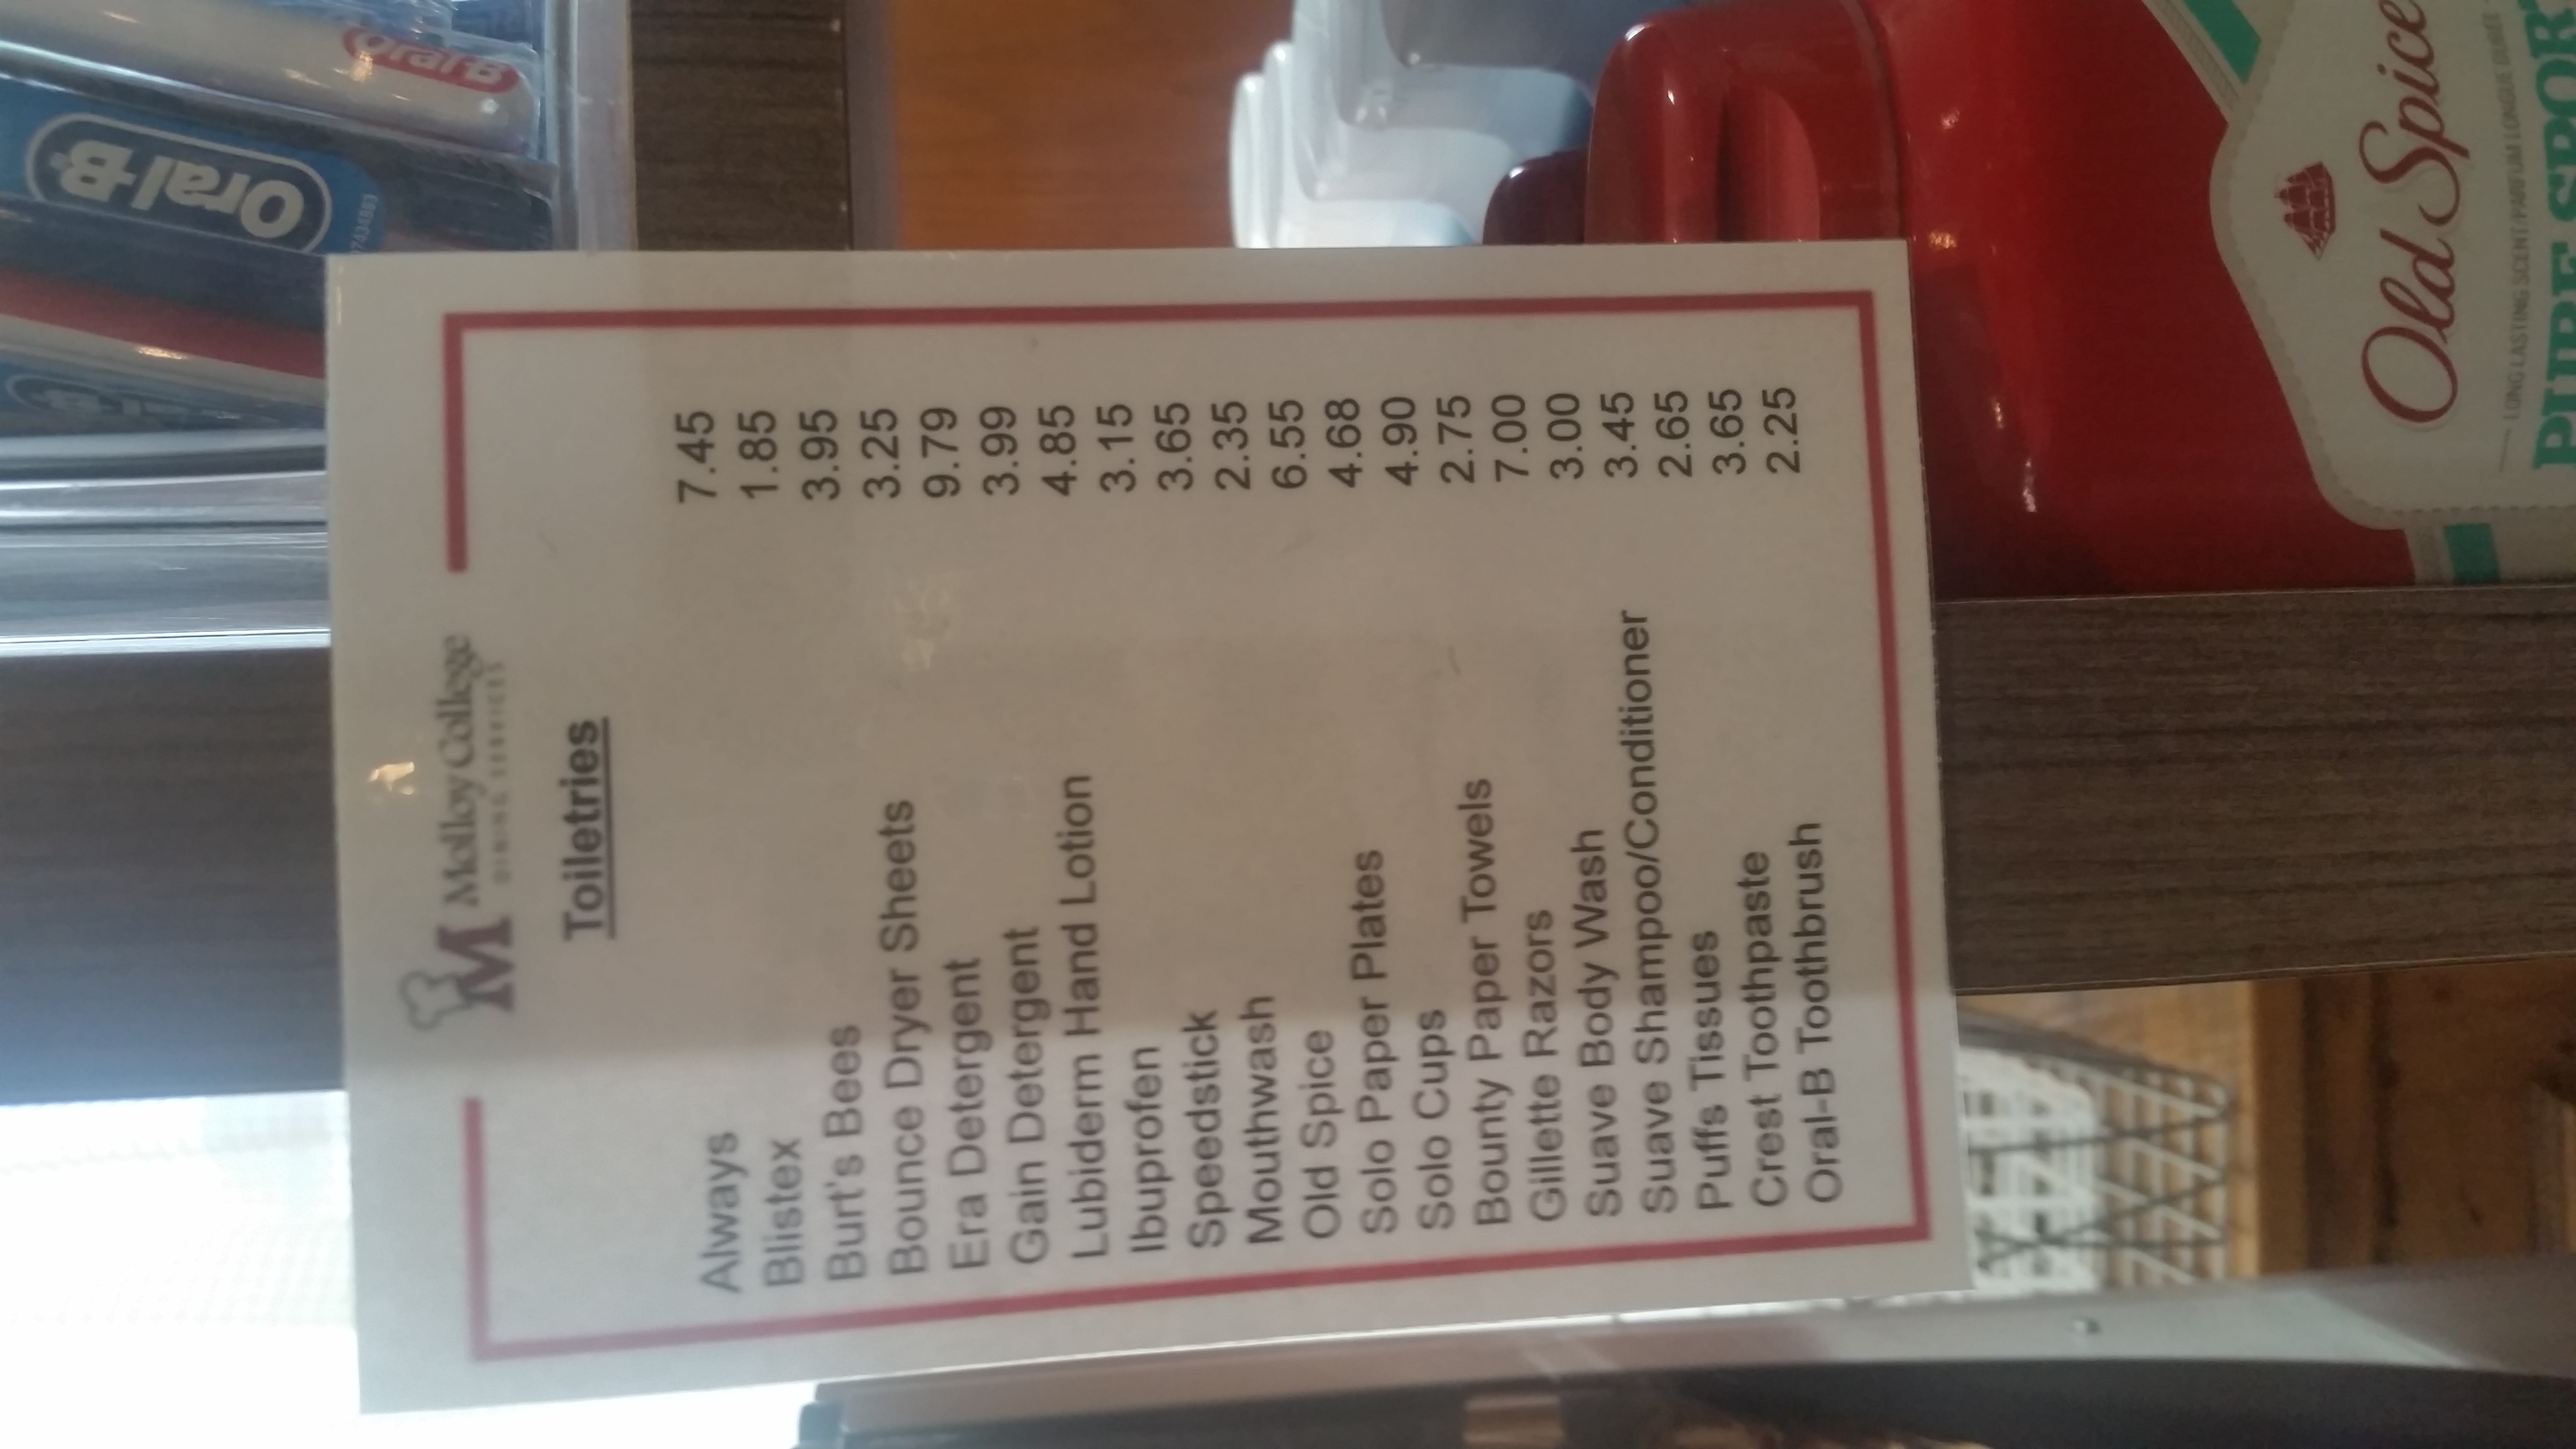 Oral-B
Oral-B
Molloy College
DINING SERVICES
Toiletries
Always 7.45
Blistex 1.85
Burt's Bees 3.95
Bounce Dryer Sheets 3.25
Era Detergent 9.79
Gain Detergent 3.99
Lubiderm Hand Lotion 4.85
Ibuprofen 3.15
Speedstick 3.65
Mouthwash 2.35
Old Spice 6.55
Solo Paper Plates 4.68
Solo Cups 4.90
Bounty Paper Towels 2.75
Gillette Razors 7.00
Suave Body Wash 3.00
Suave Shampoo/Conditioner 3.45
Puffs Tissues 2.65
Crest Toothpaste 3.65
Oral-B Toothbrush 2.25
Old Spice
LONG LASTING SCENT/PARFUM LONGUE DURÉE
PURE SPORT